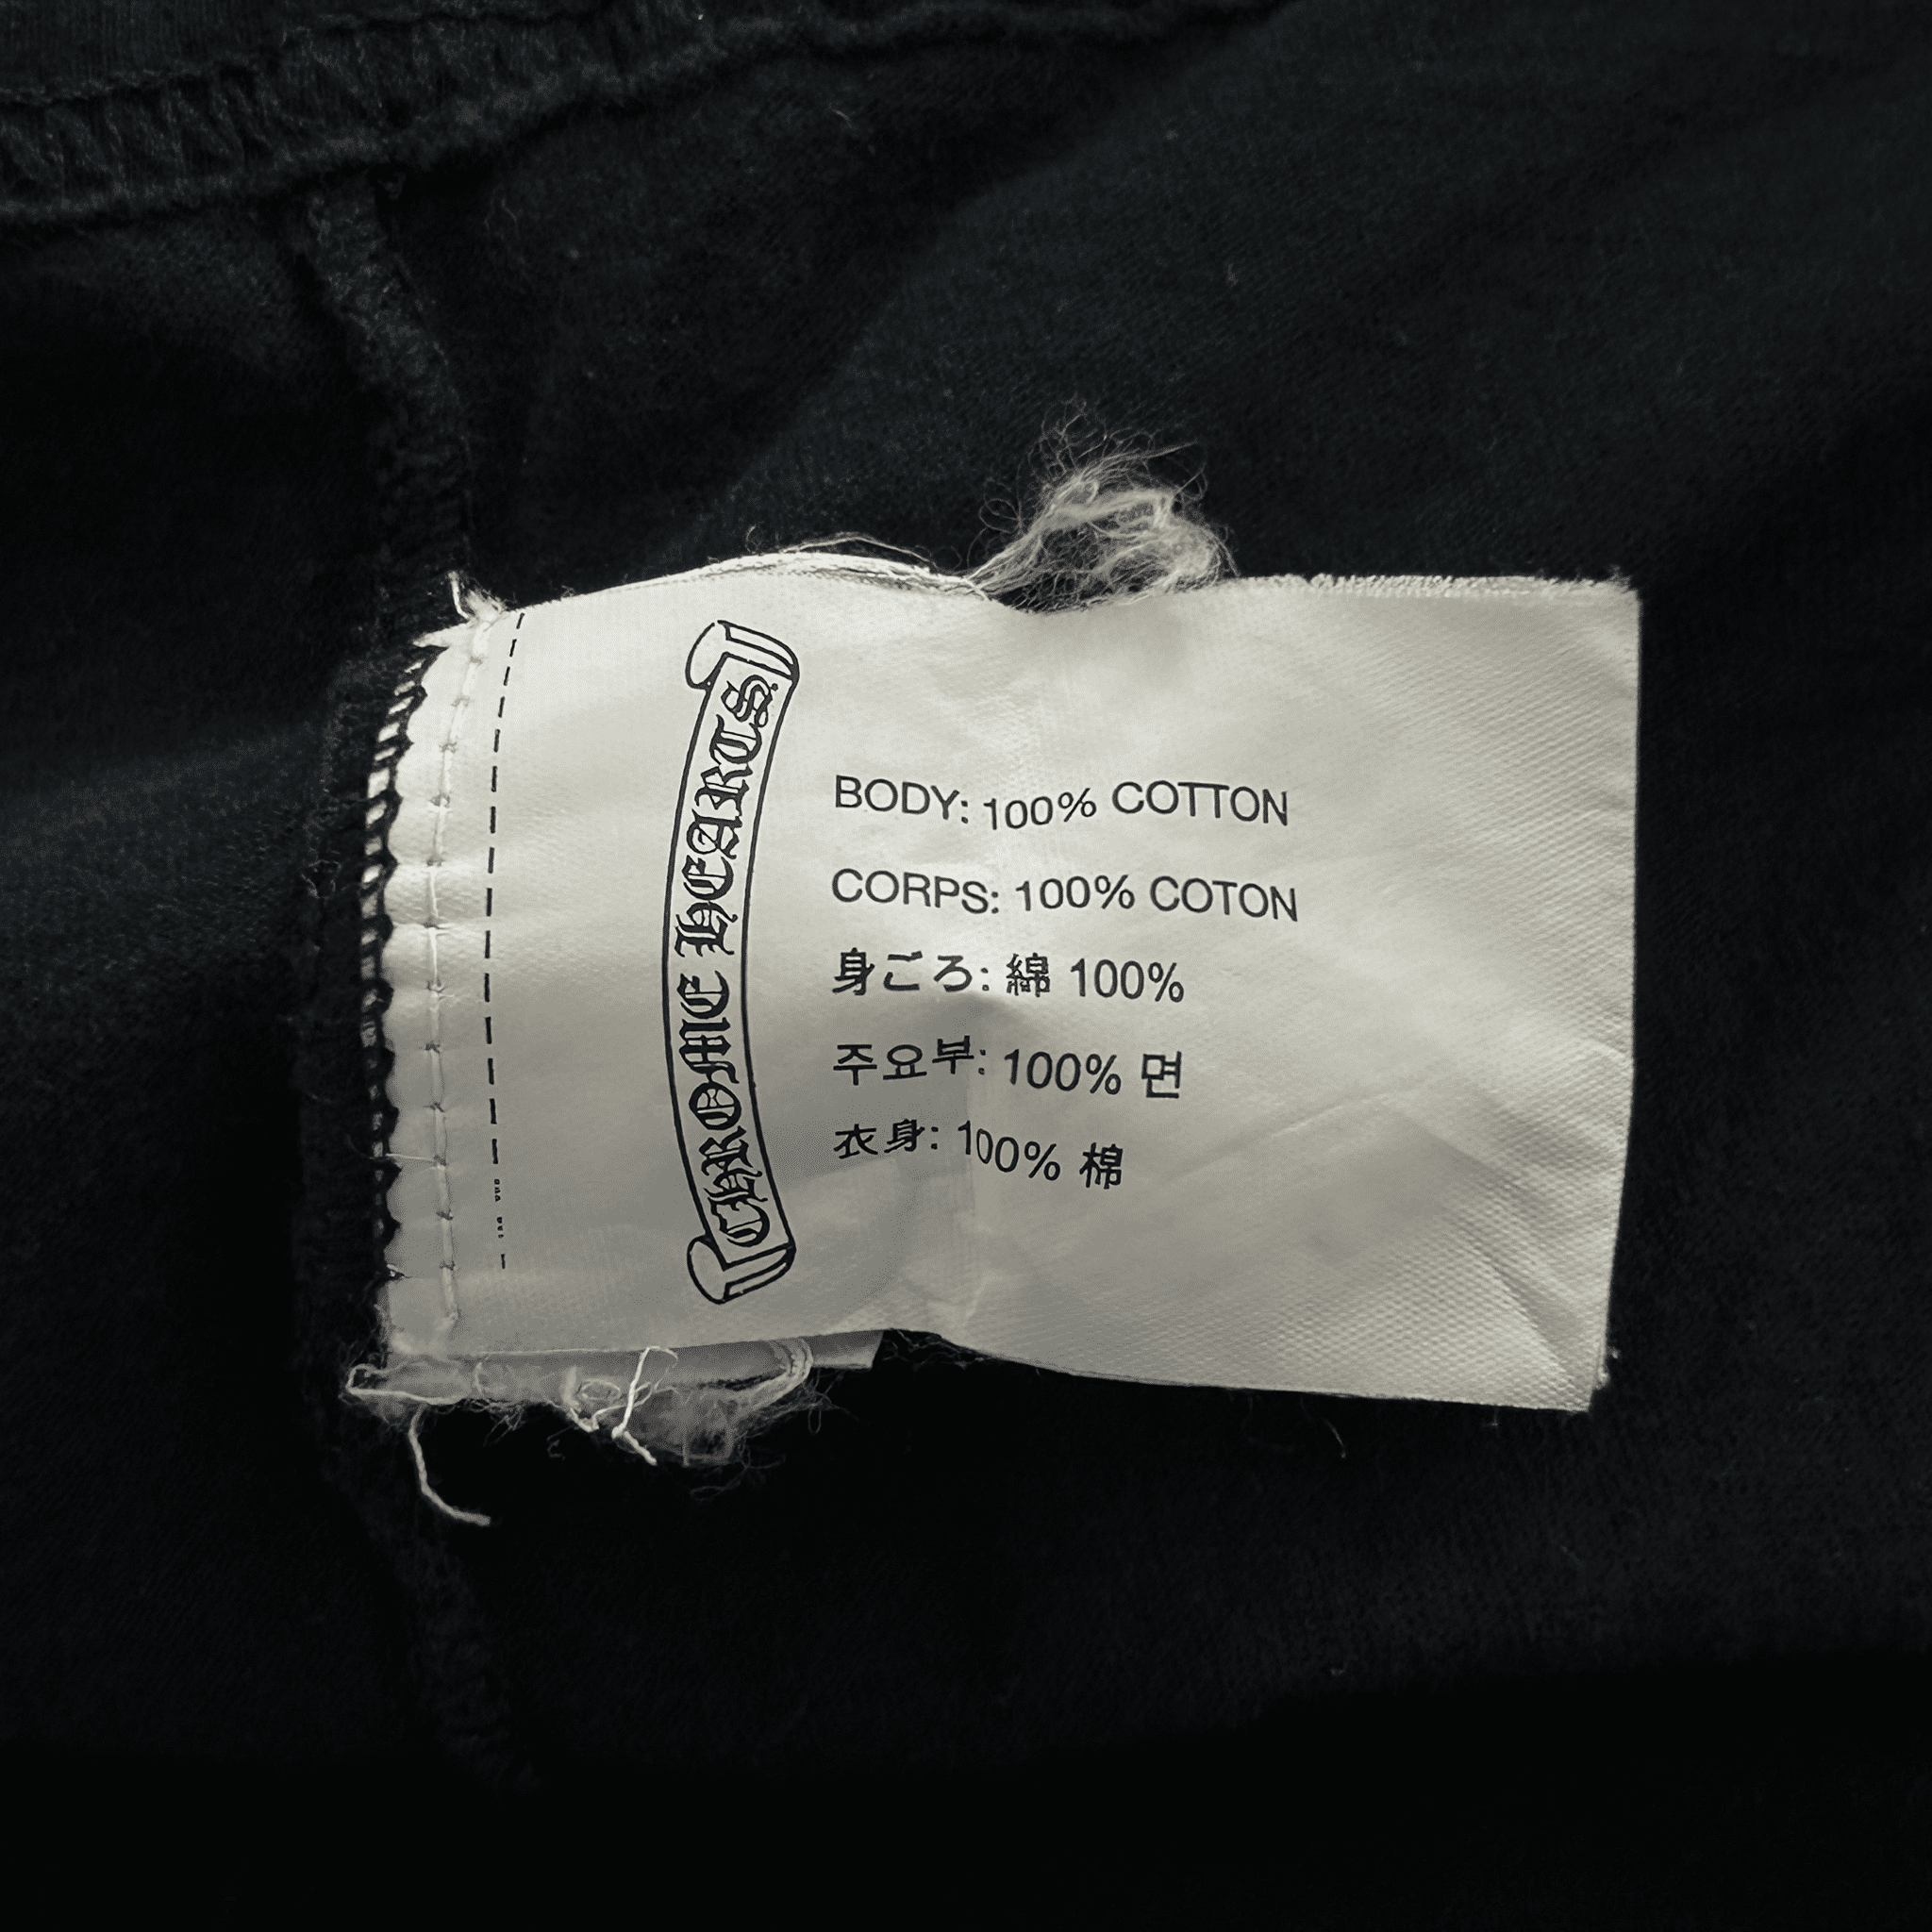 CHROME HEARTS
BODY: 100% COTTON
CORPS: 100% COTON
身ごろ: 綿 100%
주요부: 100% 면
衣身: 100% 棉